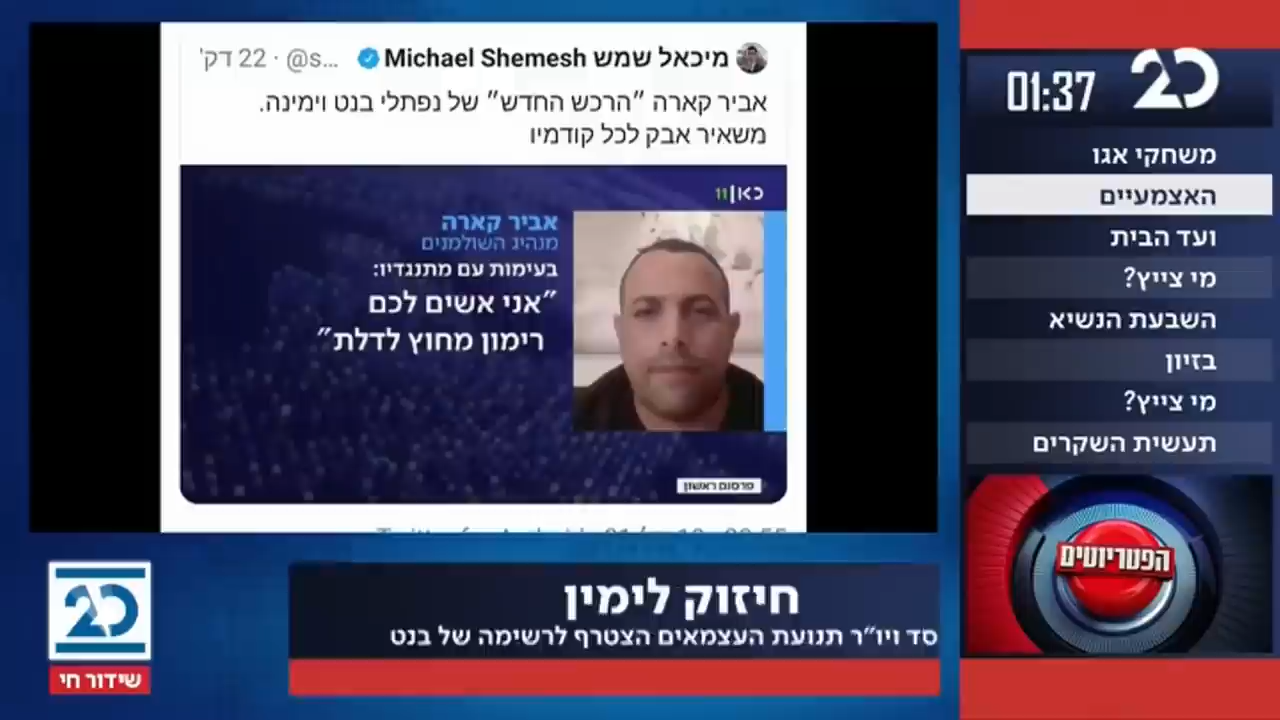 מיכאל שמש Michael Shemesh @s... · 22 דק'
אביר קארה "הרכש החדש" של נפתלי בנט וימינה.
משאיר אבק לכל קודמיו
כאן 11
אביר קארה
מנהיג השולמנים
בעימות עם מתנגדיו:
"אני אשים לכם
רימון מחוץ לדלת"
פרסום ראשון
01:37
20
משחקי אגו
האצמעיים
ועד הבית
מי צייץ?
השבעת הנשיא
בזיון
מי צייץ?
תעשית השקרים
הפטריוטים
חיזוק לימין
סד ויו"ר תנועת העצמאים הצטרף לרשימה של בנט
20
שידור חי